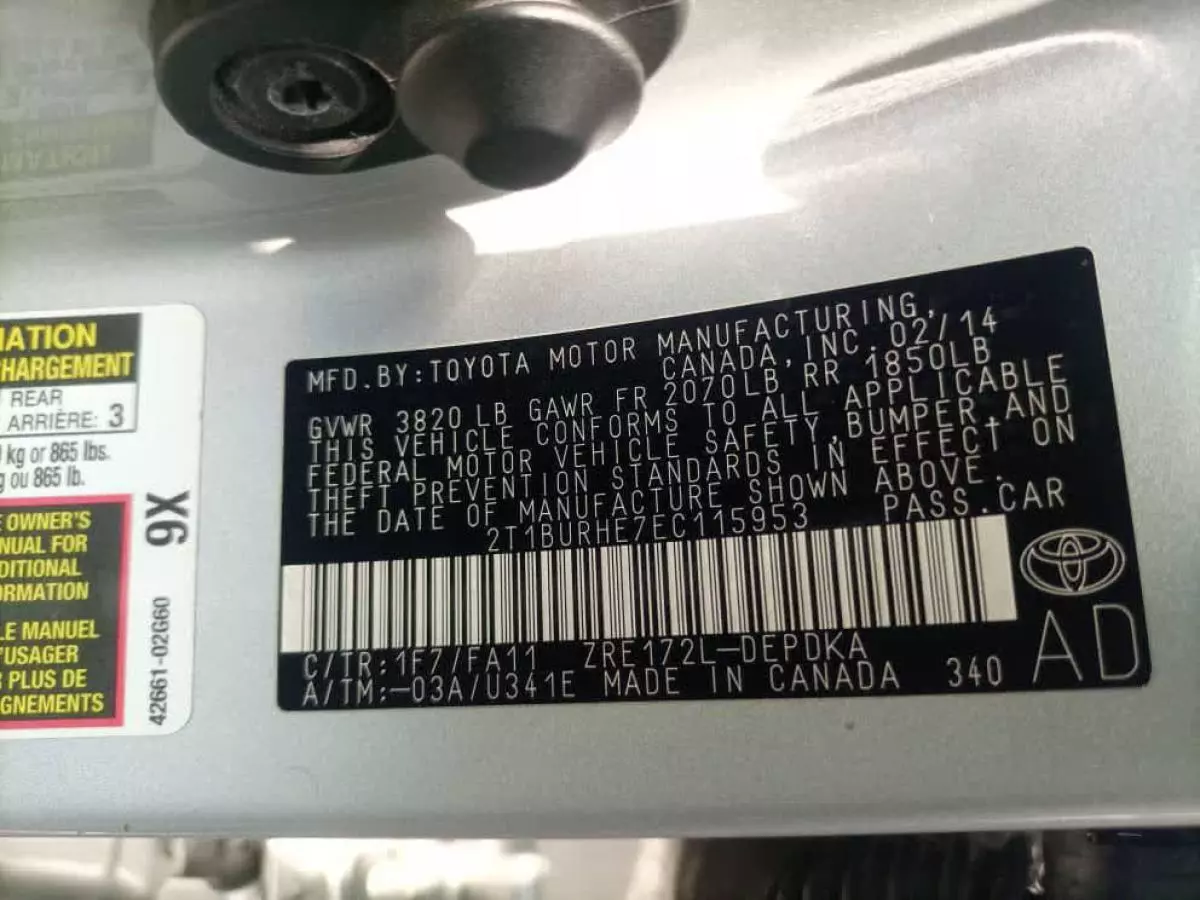 MATION
CHARGEMENT
REAR
ARRIÈRE: 3
kg or 865 lbs.
kg ou 865 lb.
E OWNER'S
NUAL FOR
DITIONAL
ORMATION
LE MANUEL
D'USAGER
R PLUS DE
IGNEMENTS
9X
42661-02G60
MFD.BY:TOYOTA MOTOR MANUFACTURING,
CANADA,INC.02/14
GVWR 3820 LB GAWR FR 2070LB RR 1850LB
THIS VEHICLE CONFORMS TO ALL APPLICABLE
FEDERAL MOTOR VEHICLE SAFETY,BUMPER,AND
THEFT PREVENTION STANDARDS IN EFFECT ON
THE DATE OF MANUFACTURE SHOWN ABOVE.
2T1BURHE7EC115953 PASS.CAR
C/TR:1F7/FA11 ZRE172L-DEPDKA
A/TM:-03A/U341E MADE IN CANADA 340
AD